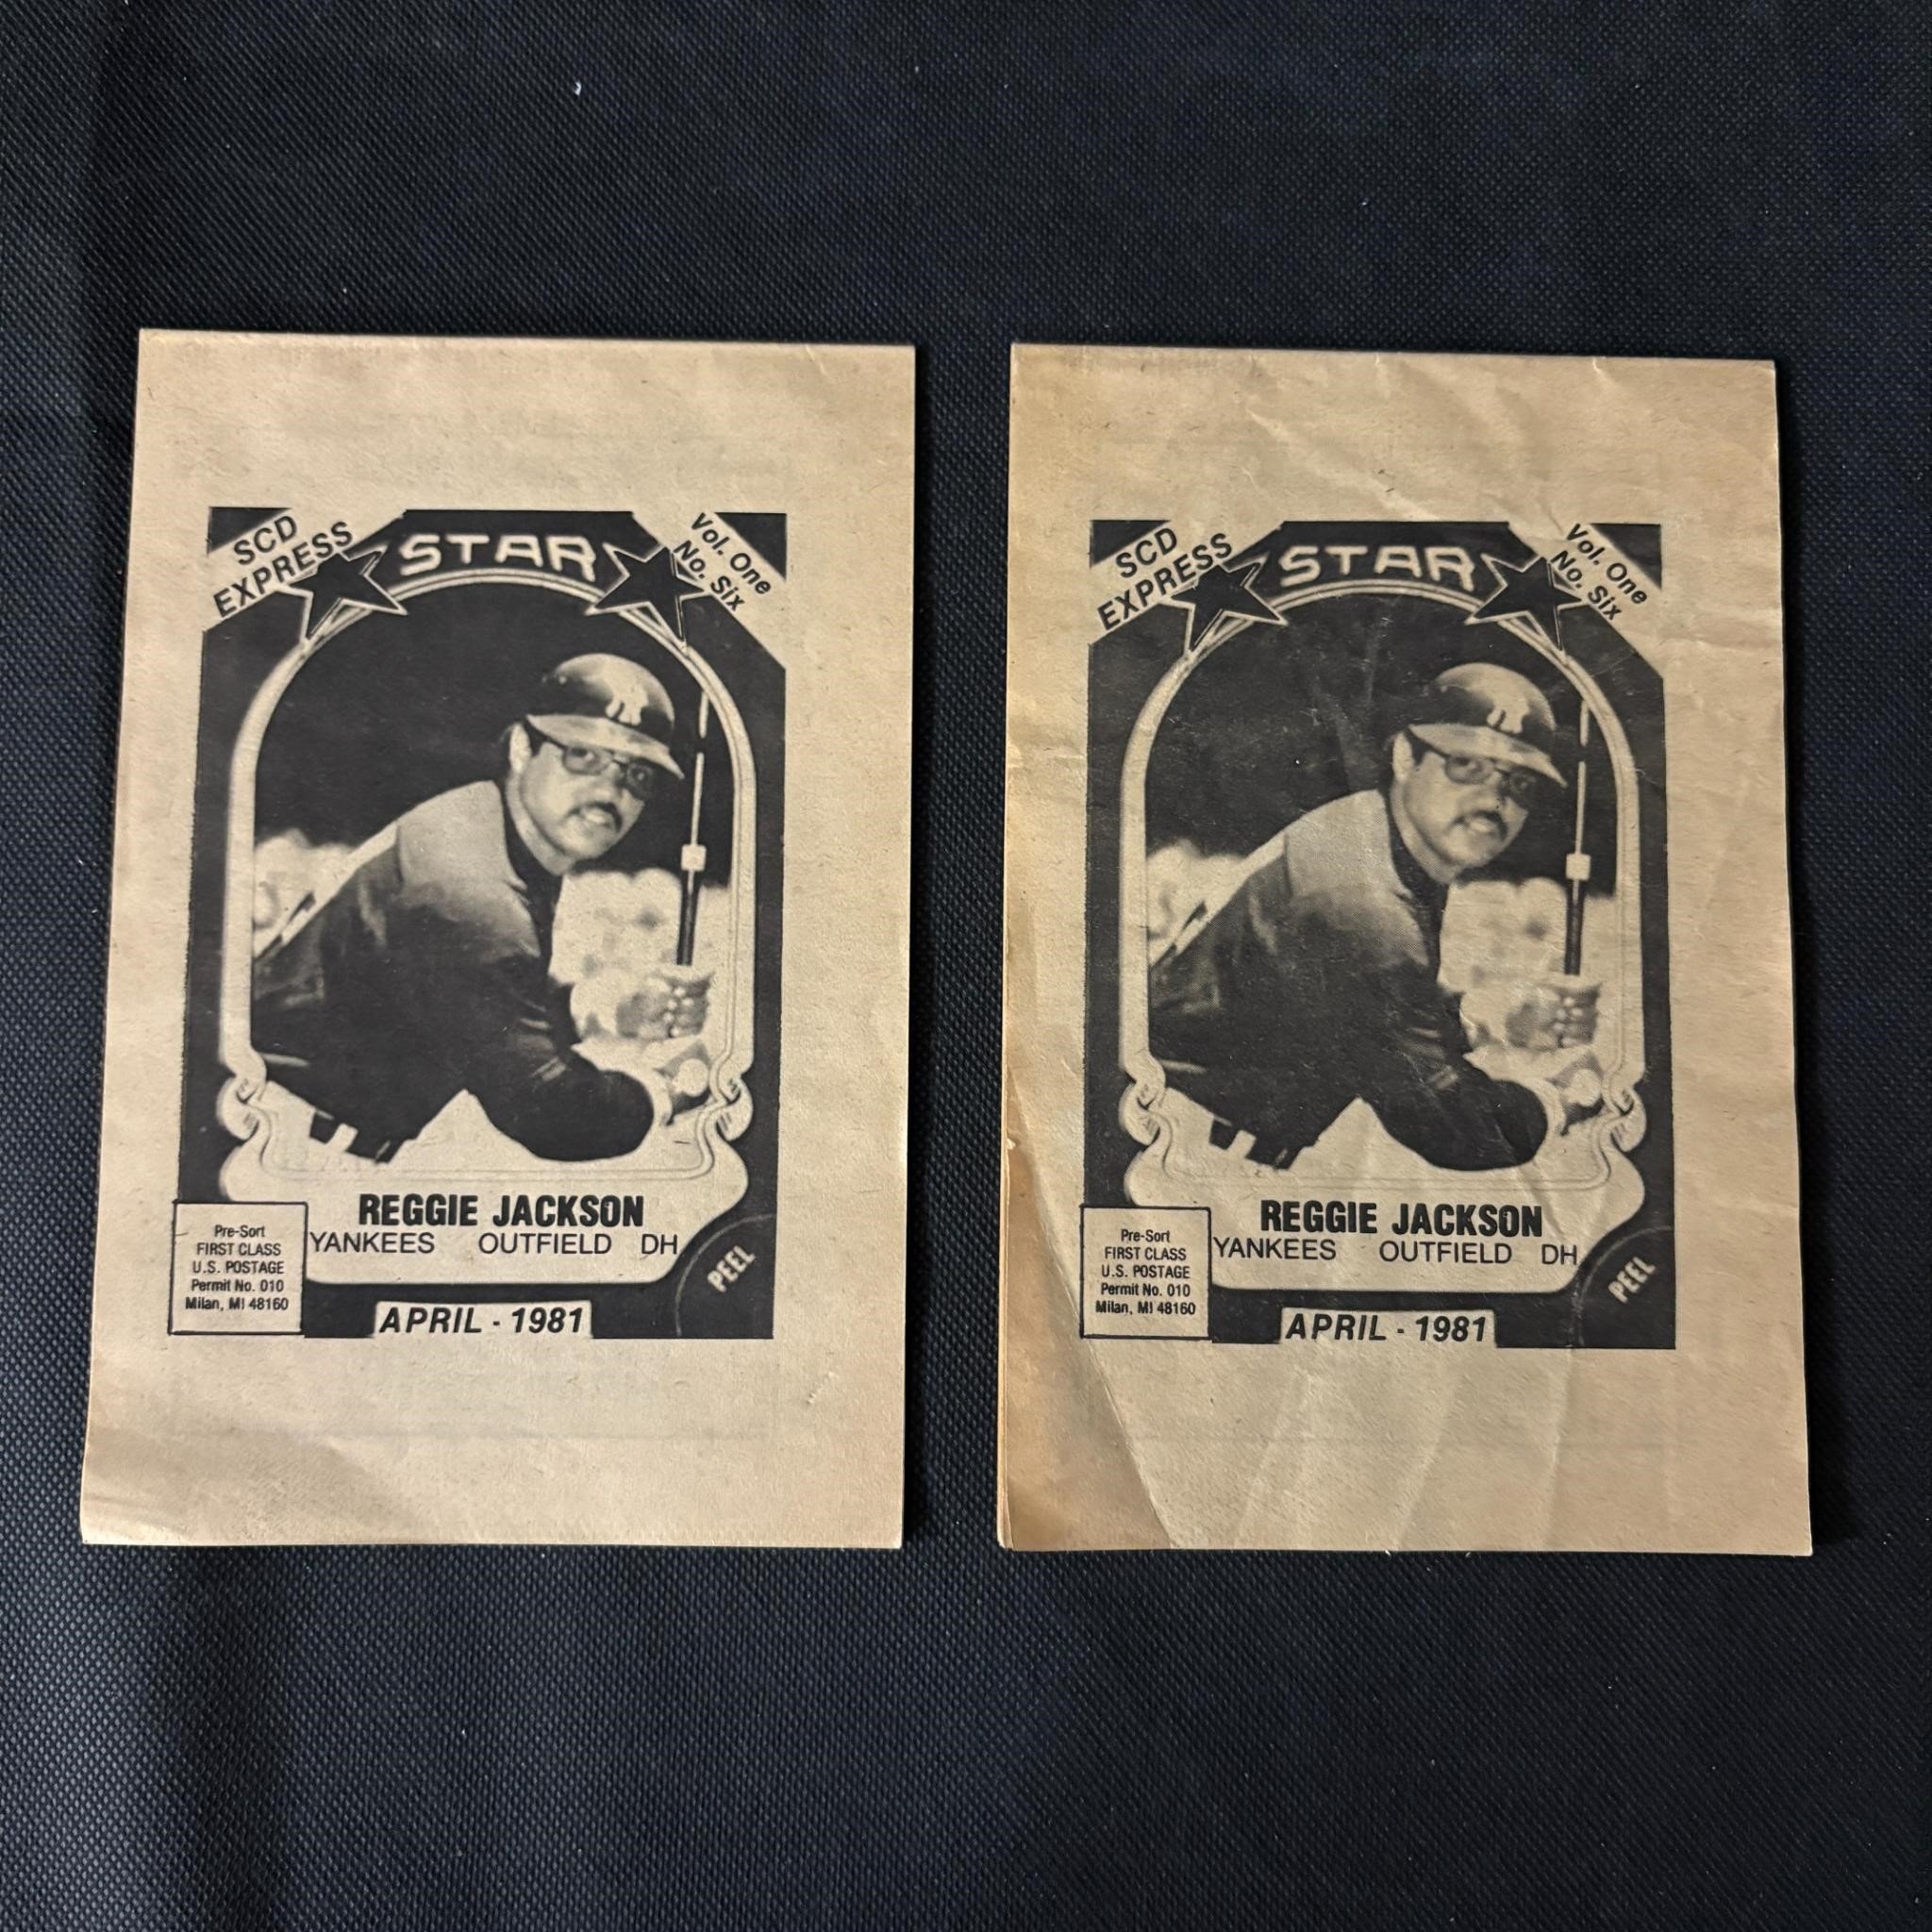 SCD
EXPRESS
STAR
Vol. One
No. Six
REGGIE JACKSON
YANKEES OUTFIELD DH
Pre-Sort
FIRST CLASS
U.S. POSTAGE
Permit No. 010
Milan, MI 48160
PEEL
APRIL - 1981
SCD
EXPRESS
STAR
Vol. One
No. Six
REGGIE JACKSON
YANKEES OUTFIELD DH
Pre-Sort
FIRST CLASS
U.S. POSTAGE
Permit No. 010
Milan, MI 48160
PEEL
APRIL - 1981